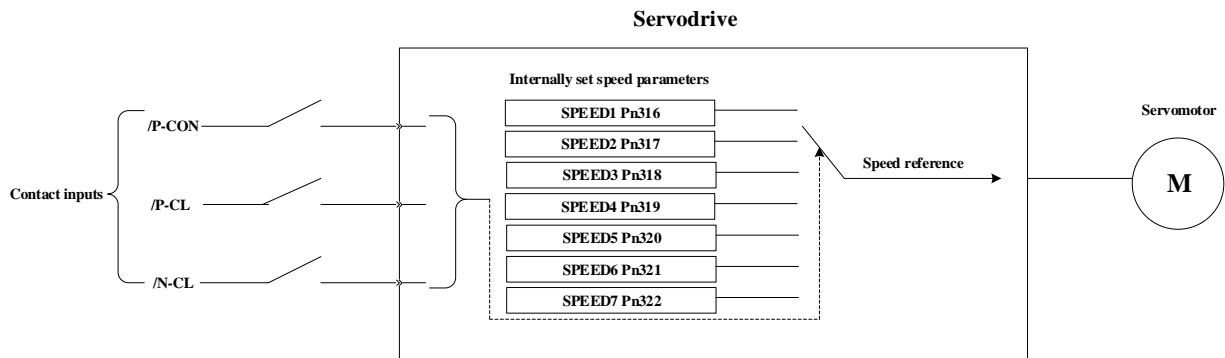 Servodrive
Internally set speed parameters
SPEED1 Pn316
SPEED2 Pn317
SPEED3 Pn318
SPEED4 Pn319
SPEED5 Pn320
SPEED6 Pn321
SPEED7 Pn322
Contact inputs
/P-CON
/P-CL
/N-CL
Speed reference
Servomotor
M